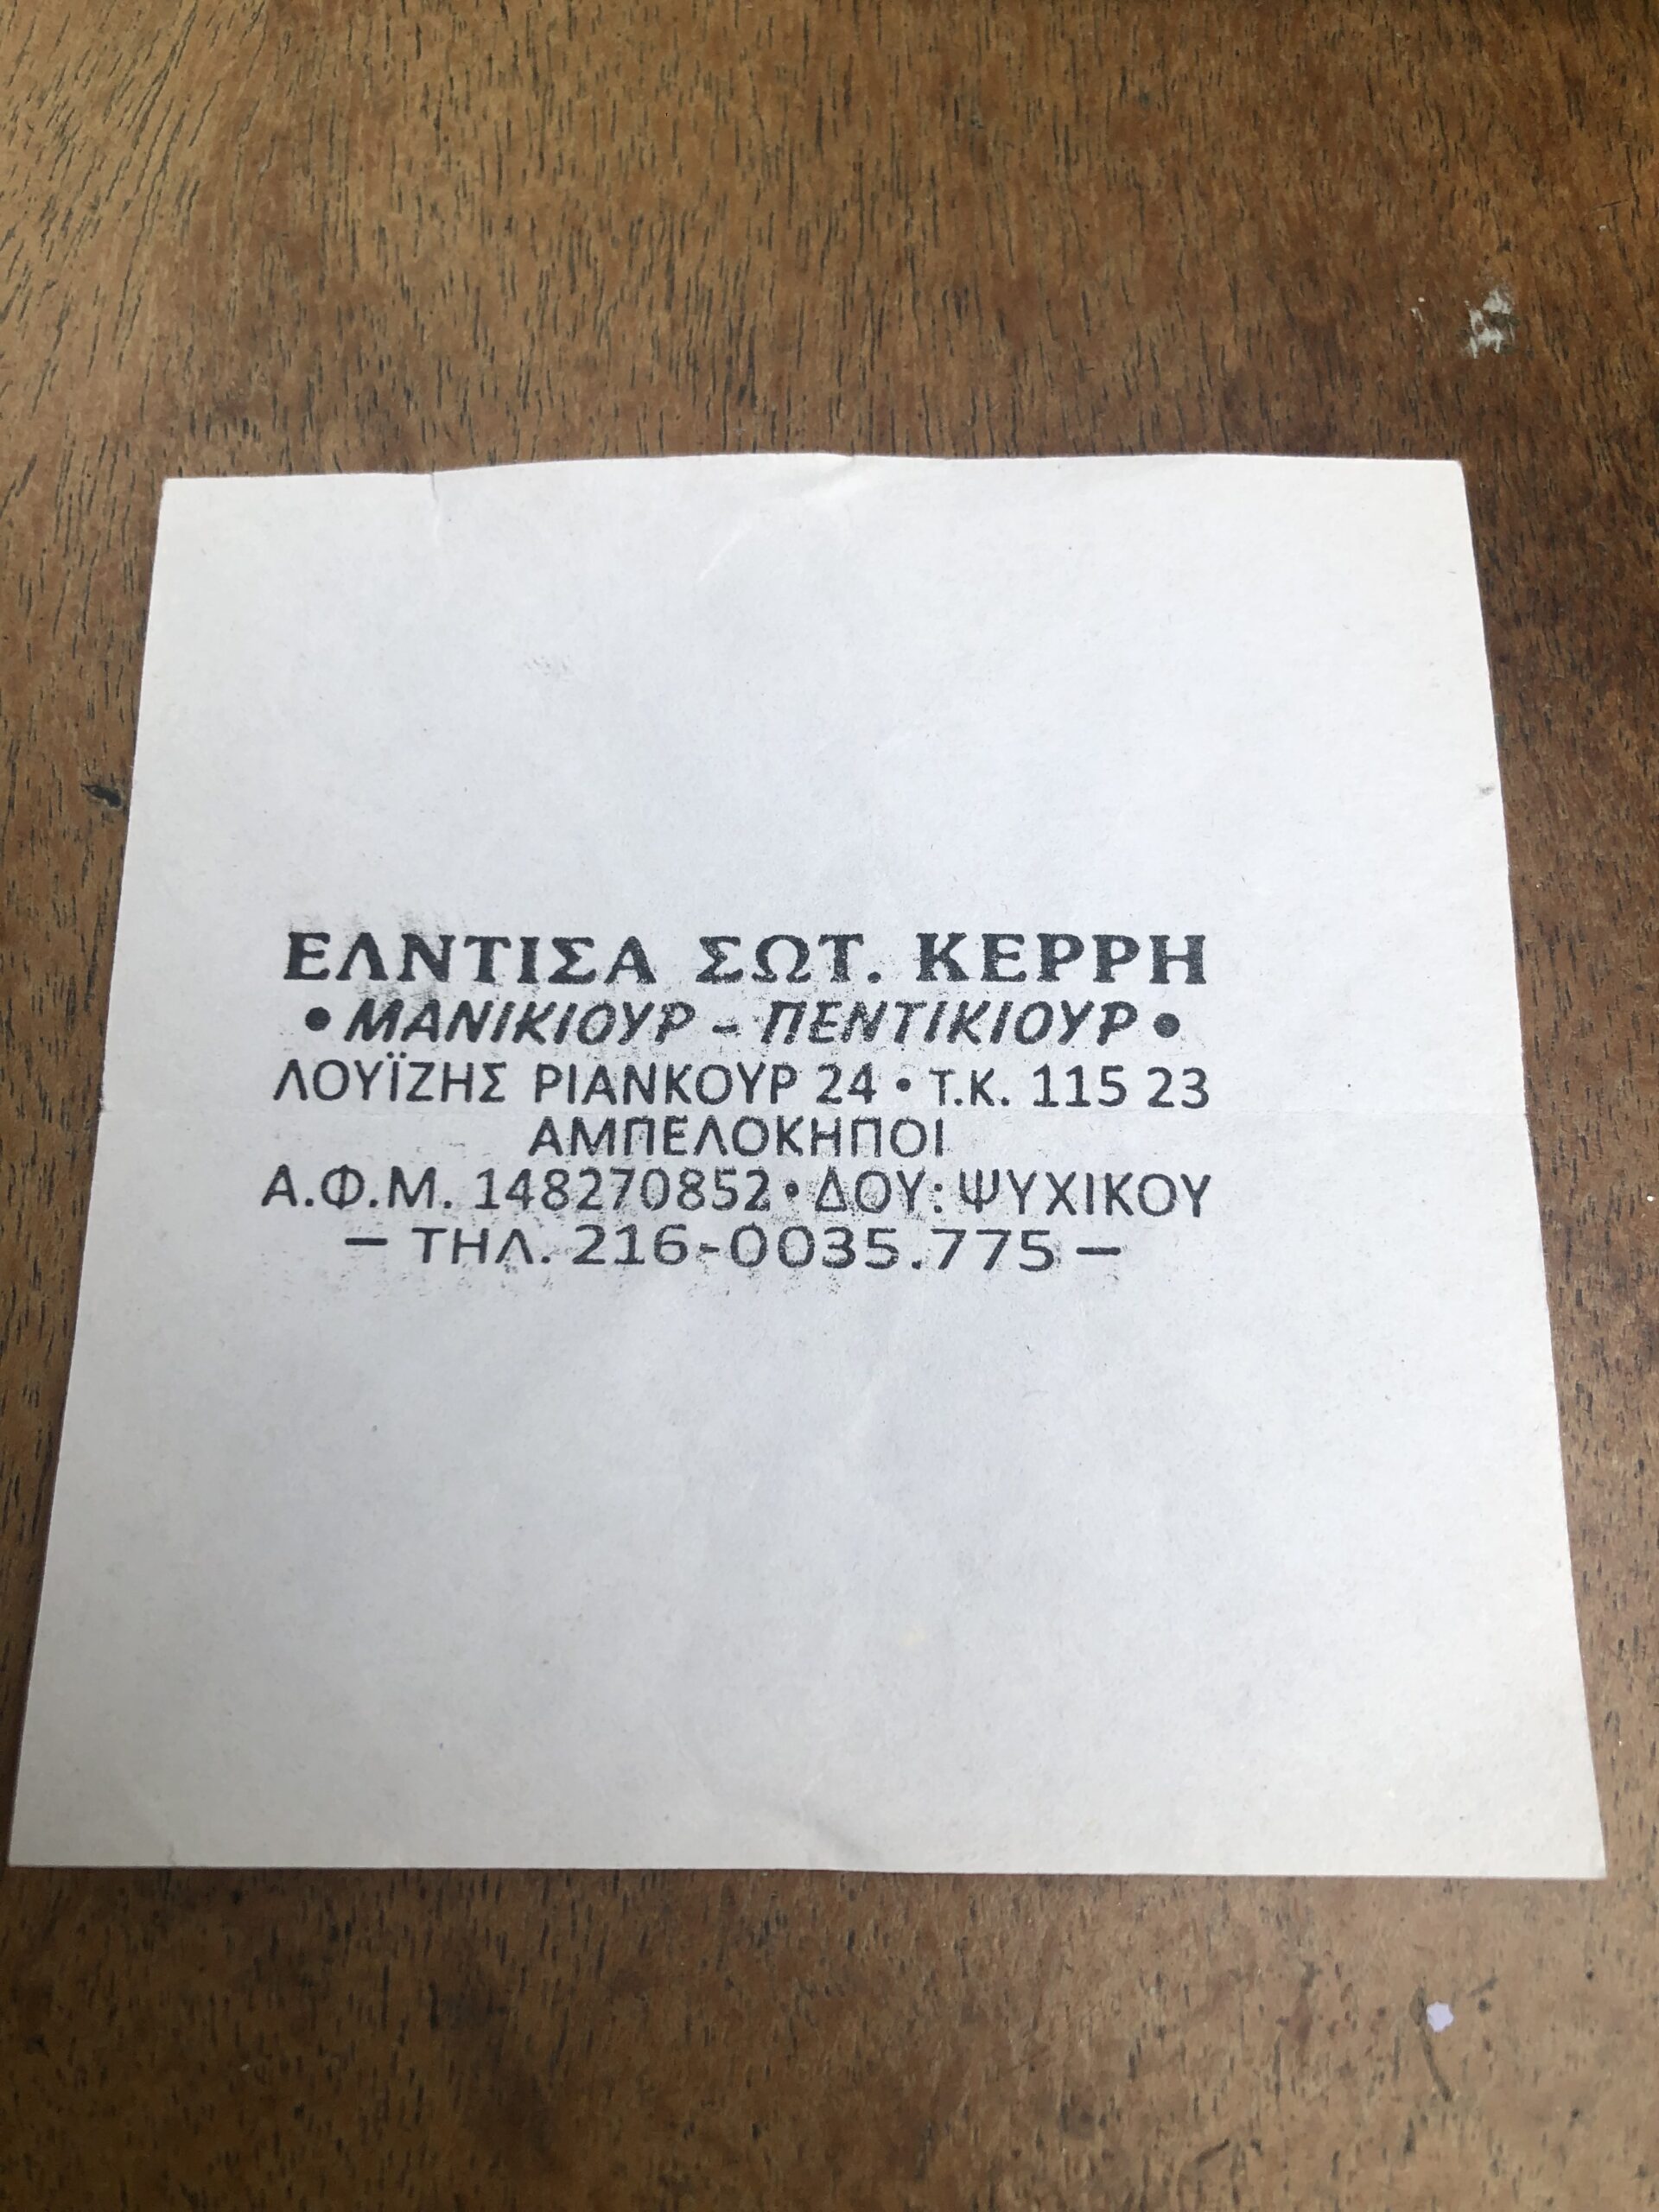 ΕΛΝΤΙΣΑ ΣΩΤ. ΚΕΡΡΗ
• ΜΑΝΙΚΙΟΥΡ – ΠΕΝΤΙΚΙΟΥΡ •
ΛΟΥΪΖΗΣ ΡΙΑΝΚΟΥΡ 24 • Τ.Κ. 115 23
ΑΜΠΕΛΟΚΗΠΟΙ
Α.Φ.Μ. 148270852 • ΔΟΥ: ΨΥΧΙΚΟΥ
– ΤΗΛ. 216-0035.775 –